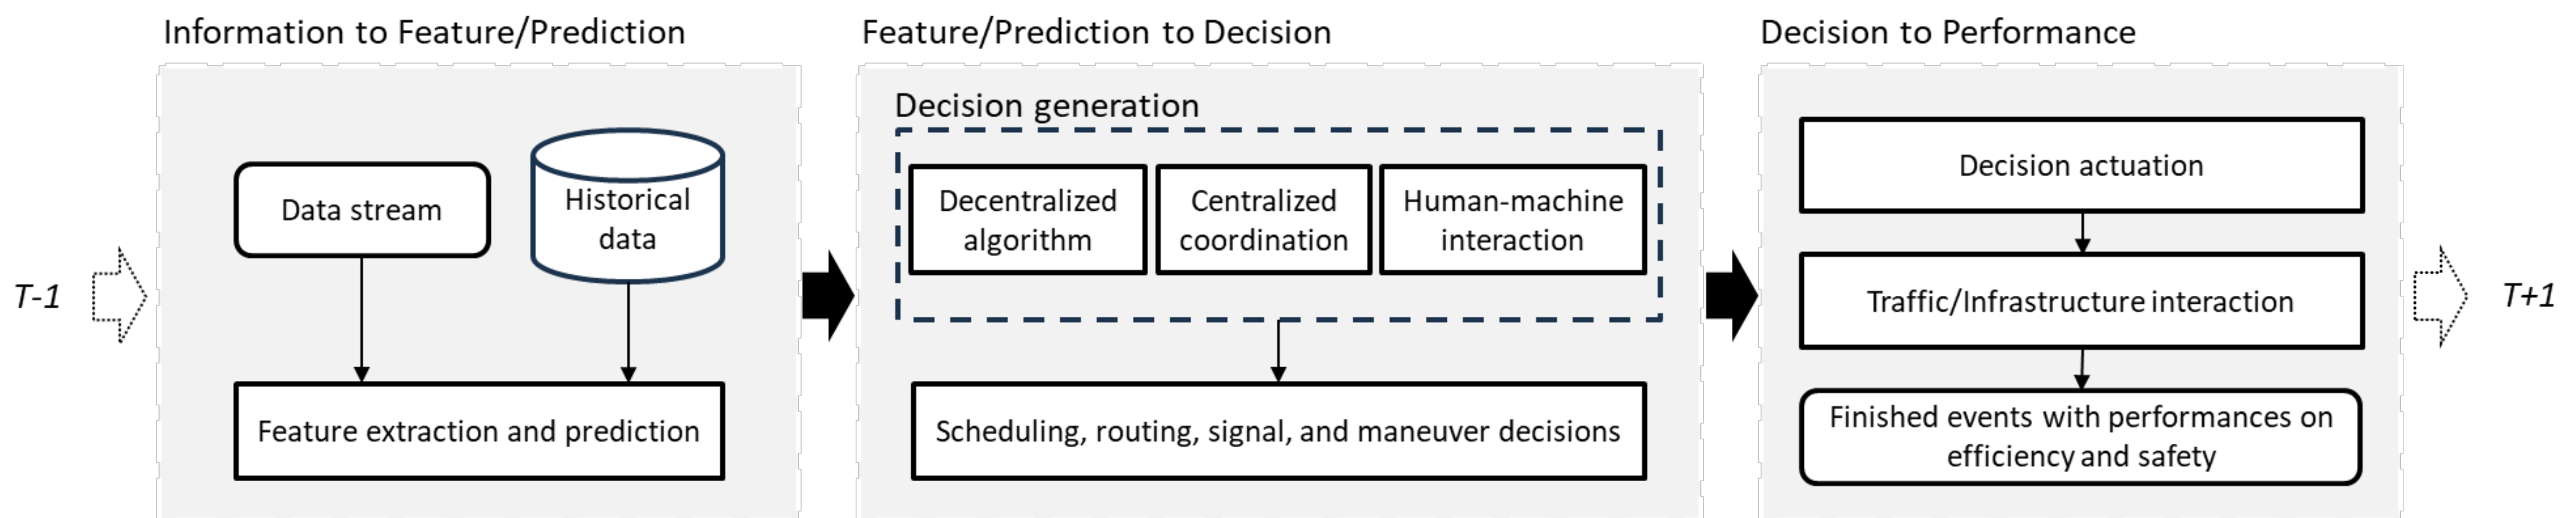 Information to Feature/Prediction
Feature/Prediction to Decision
Decision to Performance
T-1
Data stream
Historical
data
Feature extraction and prediction
Decision generation
Decentralized
algorithm
Centralized
coordination
Human-machine
interaction
Scheduling, routing, signal, and maneuver decisions
Decision actuation
Traffic/Infrastructure interaction
Finished events with performances on
efficiency and safety
T+1